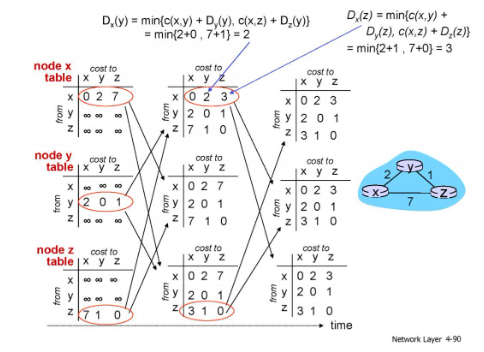 Dx(y) = min{c(x,y) + Dy(y), c(x,z) + Dz(y)}
= min{2+0 , 7+1} = 2
Dx(z) = min{c(x,y) +
Dy(z), c(x,z) + Dz(z)}
= min{2+1 , 7+0} = 3
node x
table
cost to
x y z
from
x 0 2 7
y ∞ ∞ ∞
z ∞ ∞ ∞
cost to
x y z
from
x 0 2 3
y 2 0 1
z 7 1 0
cost to
x y z
from
x 0 2 3
y 2 0 1
z 3 1 0
node y
table
cost to
x y z
from
x ∞ ∞ ∞
y 2 0 1
z ∞ ∞ ∞
cost to
x y z
from
x 0 2 7
y 2 0 1
z 7 1 0
cost to
x y z
from
x 0 2 3
y 2 0 1
z 3 1 0
node z
table
cost to
x y z
from
x ∞ ∞ ∞
y ∞ ∞ ∞
z 7 1 0
cost to
x y z
from
x 0 2 7
y 2 0 1
z 3 1 0
cost to
x y z
from
x 0 2 3
y 2 0 1
z 3 1 0
y
2 1
x z
7
time
Network Layer 4-90